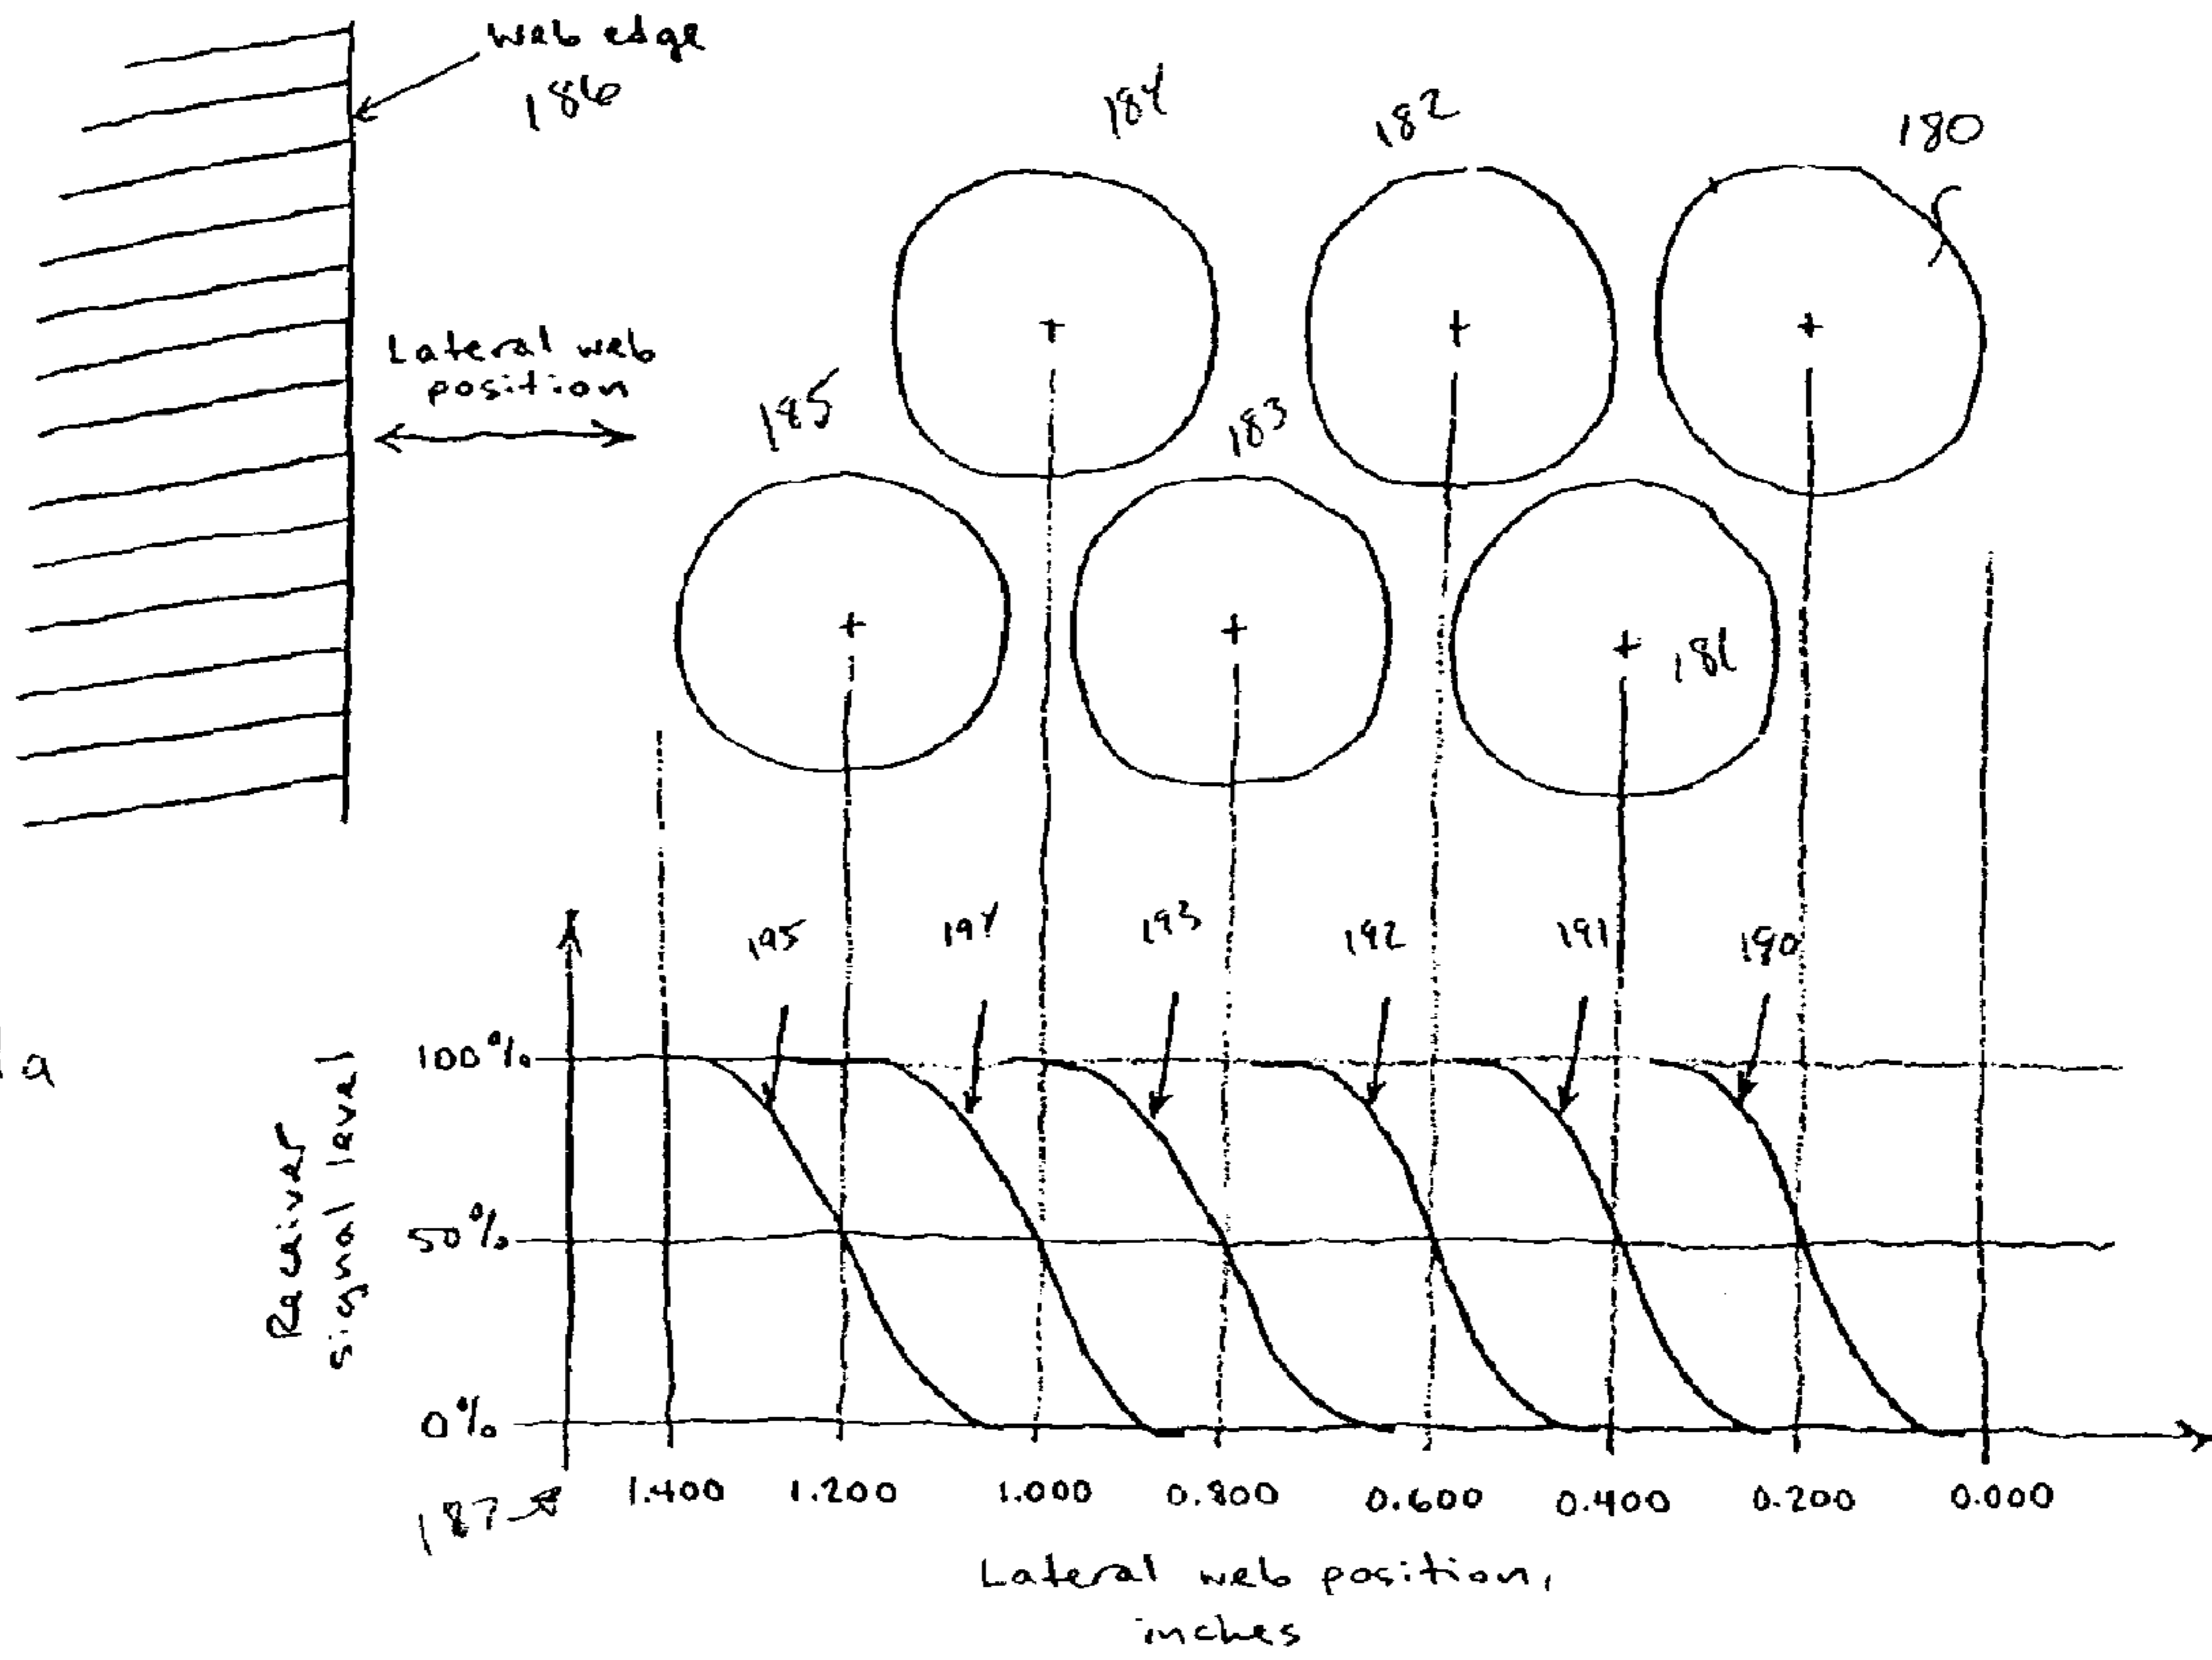 Web edge
186
184
182
180
Lateral web
position
185
183
181
195
194
193
192
191
190
100%
50%
0%
Receiver
signal level
187
1.400 1.200 1.000 0.800 0.600 0.400 0.200 0.000
Lateral web position,
inches